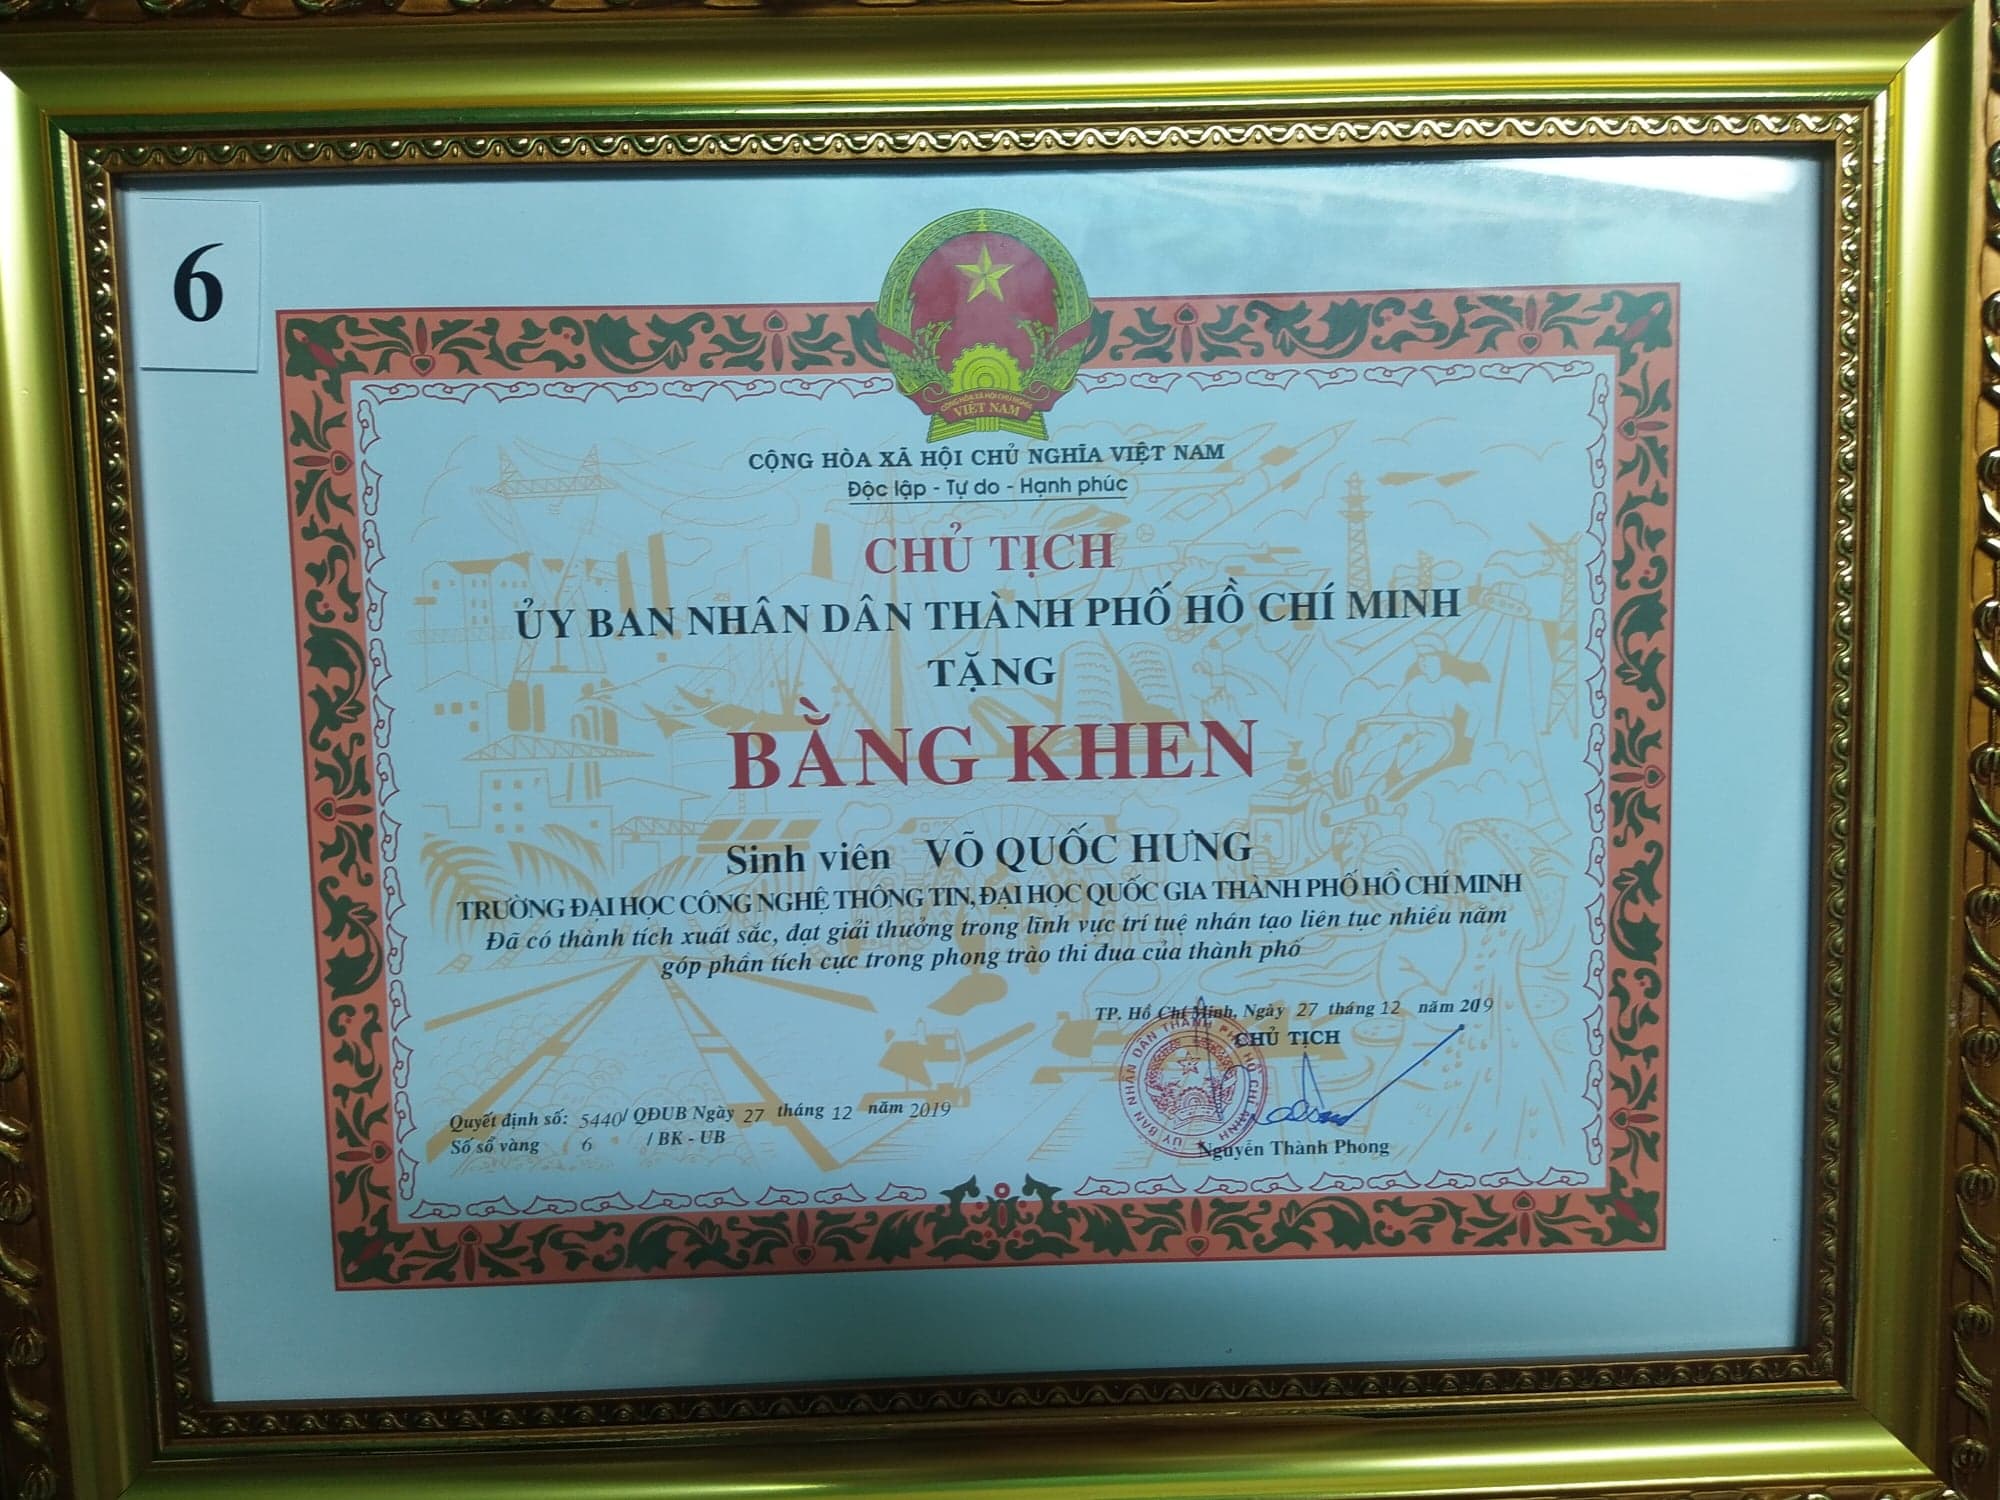 6
CỘNG HÒA XÃ HỘI CHỦ NGHĨA
VIỆT NAM
CỘNG HÒA XÃ HỘI CHỦ NGHĨA VIỆT NAM
Độc lập - Tự do - Hạnh phúc
CHỦ TỊCH
ỦY BAN NHÂN DÂN THÀNH PHỐ HỒ CHÍ MINH
TẶNG
BẰNG KHEN
Sinh viên VÕ QUỐC HƯNG
TRƯỜNG ĐẠI HỌC CÔNG NGHỆ THÔNG TIN, ĐẠI HỌC QUỐC GIA THÀNH PHỐ HỒ CHÍ MINH
Đã có thành tích xuất sắc, đạt giải thưởng trong lĩnh vực trí tuệ nhân tạo liên tục nhiều năm
góp phần tích cực trong phong trào thi đua của thành phố
TP. Hồ Chí Minh, Ngày 27 tháng 12 năm 2019
CHỦ TỊCH
ỦY BAN NHÂN DÂN THÀNH PHỐ HỒ CHÍ MINH
Nguyễn Thành Phong
Quyết định số: 5440/ QĐUB Ngày 27 tháng 12 năm 2019
Số sổ vàng 6 / BK - UB